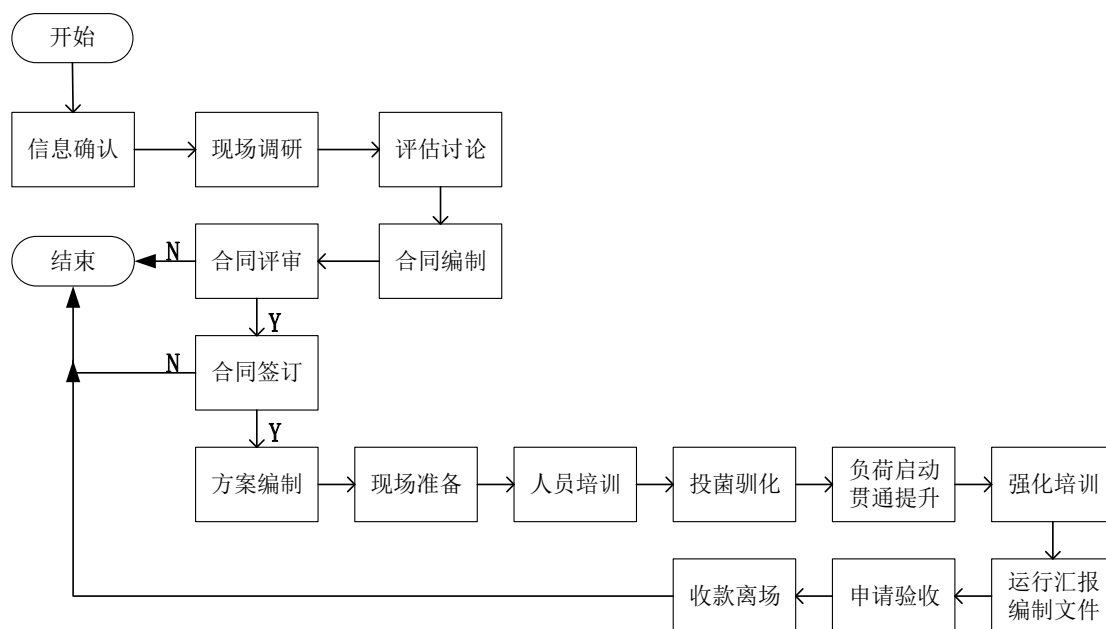 开始
信息确认
现场调研
评估讨论
结束
N
合同评审
合同编制
Y
N
合同签订
Y
方案编制
现场准备
人员培训
投菌驯化
负荷启动
贯通提升
强化培训
收款离场
申请验收
运行汇报
编制文件